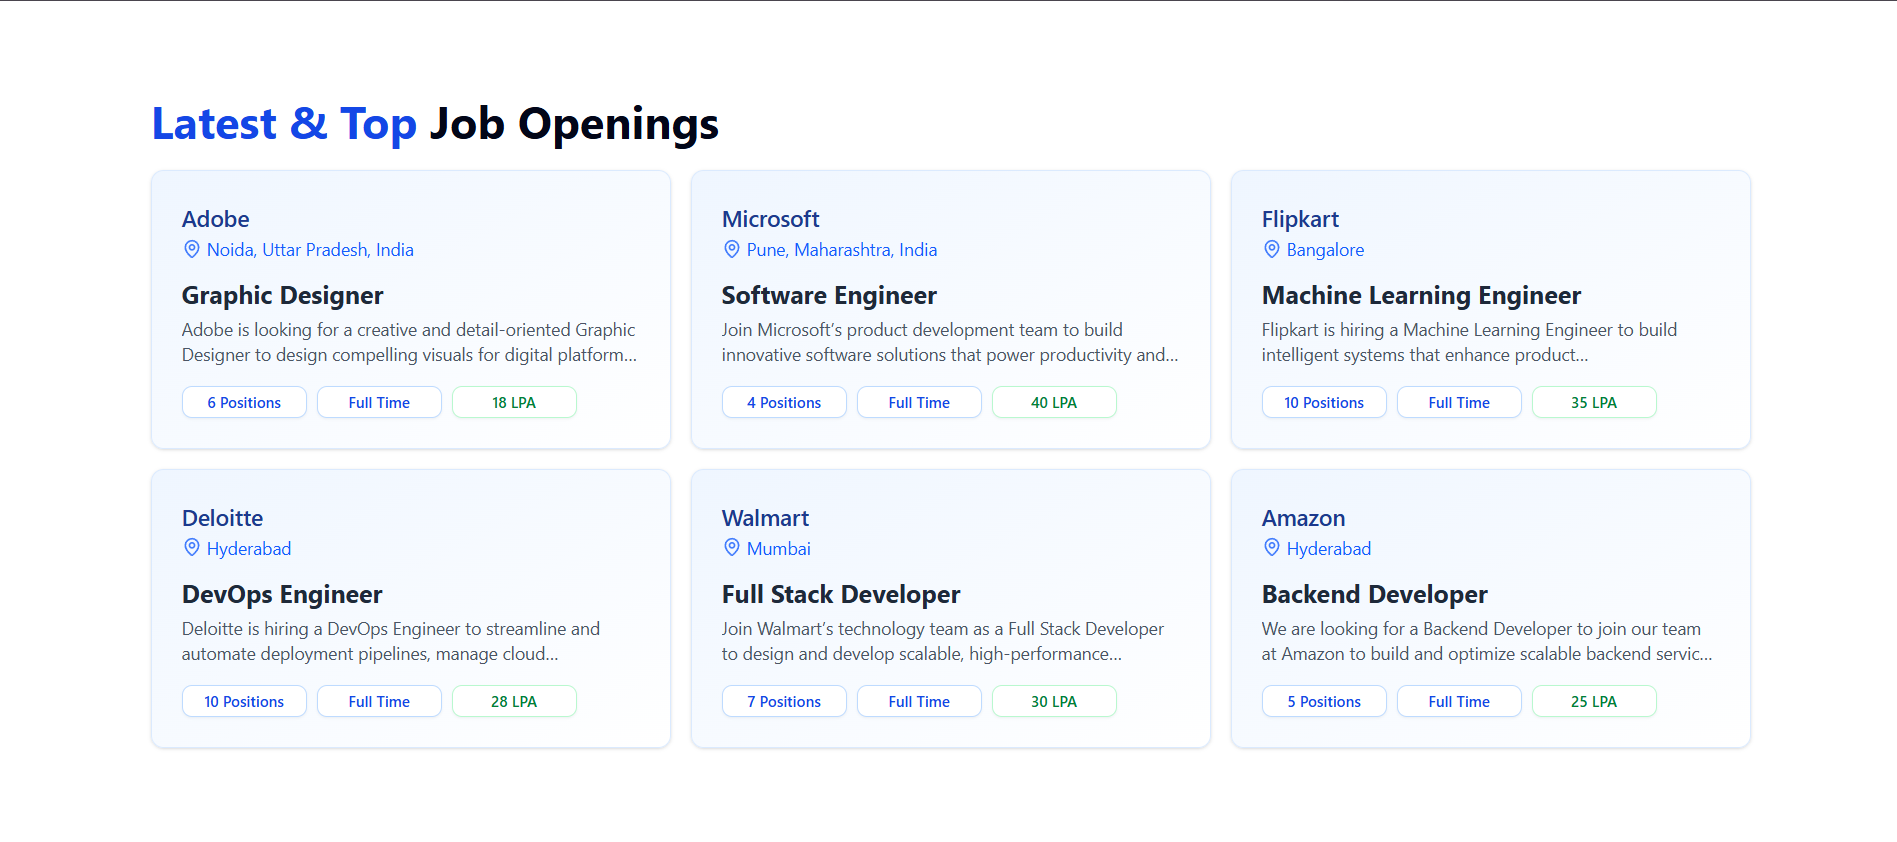 Latest & Top Job Openings
Adobe
Noida, Uttar Pradesh, India
Graphic Designer
Adobe is looking for a creative and detail-oriented Graphic
Designer to design compelling visuals for digital platform...
6 Positions
Full Time
18 LPA
Microsoft
Pune, Maharashtra, India
Software Engineer
Join Microsoft's product development team to build
innovative software solutions that power productivity and...
4 Positions
Full Time
40 LPA
Flipkart
Bangalore
Machine Learning Engineer
Flipkart is hiring a Machine Learning Engineer to build
intelligent systems that enhance product...
10 Positions
Full Time
35 LPA
Deloitte
Hyderabad
DevOps Engineer
Deloitte is hiring a DevOps Engineer to streamline and
automate deployment pipelines, manage cloud...
10 Positions
Full Time
28 LPA
Walmart
Mumbai
Full Stack Developer
Join Walmart's technology team as a Full Stack Developer
to design and develop scalable, high-performance...
7 Positions
Full Time
30 LPA
Amazon
Hyderabad
Backend Developer
We are looking for a Backend Developer to join our team
at Amazon to build and optimize scalable backend servic...
5 Positions
Full Time
25 LPA